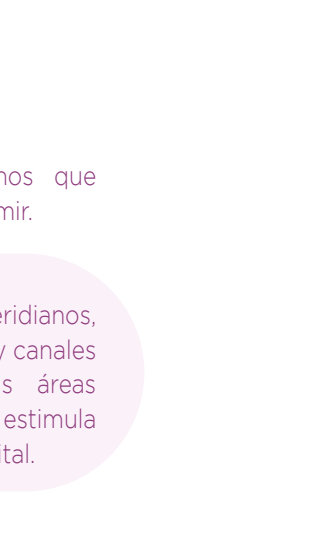 nos que
mir.
eridianos,
y canales
s áreas
estimula
ital.